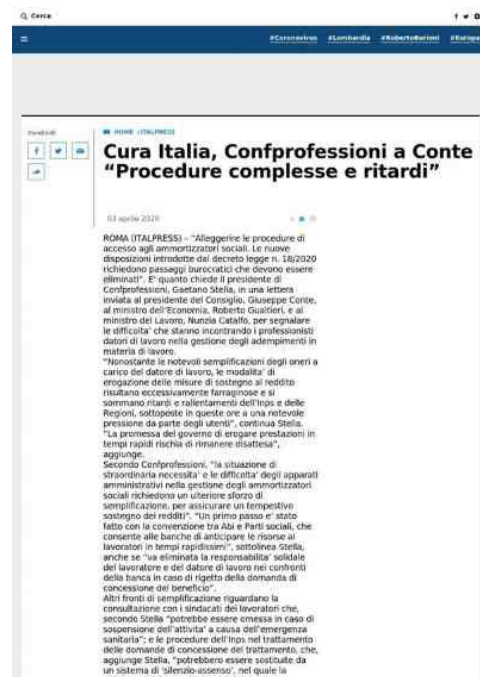 Cerca
#Coronavirus #Lombardia #RobertoBurioni #Europa
Condividi
HOME (ITALPRESS)
Cura Italia, Confprofessioni a Conte
“Procedure complesse e ritardi”
03 aprile 2020
ROMA (ITALPRESS) – “Alleggerire le procedure di
accesso agli ammortizzatori sociali. Le nuove
disposizioni introdotte dal decreto legge n. 18/2020
richiedono passaggi burocratici che devono essere
eliminati”. E’ quanto chiede il presidente di
Confprofessioni, Gaetano Stella, in una lettera
inviata al presidente del Consiglio, Giuseppe Conte,
al ministro dell’Economia, Roberto Gualtieri, e al
ministro del Lavoro, Nunzia Catalfo, per segnalare
le difficolta’ che stanno incontrando i professionisti
datori di lavoro nella gestione degli adempimenti in
materia di lavoro.
“Nonostante le notevoli semplificazioni degli oneri a
carico del datore di lavoro, le modalita’ di
erogazione delle misure di sostegno al reddito
risultano eccessivamente farraginose e si
sommano ritardi e rallentamenti dell’Inps e delle
Regioni, sottoposte in queste ore a una notevole
pressione da parte degli utenti”, continua Stella.
“La promessa del governo di erogare prestazioni in
tempi rapidi rischia di rimanere disattesa”,
aggiunge.
Secondo Confprofessioni, “la situazione di
straordinaria necessita’ e le difficolta’ degli apparati
amministrativi nella gestione degli ammortizzatori
sociali richiedono un ulteriore sforzo di
semplificazione, per assicurare un tempestivo
sostegno dei redditi”. “Un primo passo e’ stato
fatto con la convenzione tra Abi e Parti sociali, che
consente alle banche di anticipare le risorse ai
lavoratori in tempi rapidissimi”, sottolinea Stella,
anche se “va eliminata la responsabilita’ solidale
del lavoratore e del datore di lavoro nei confronti
della banca in caso di rigetto della domanda di
concessione del beneficio”.
Altri fronti di semplificazione riguardano la
consultazione con i sindacati dei lavoratori che,
secondo Stella “potrebbe essere omessa in caso di
sospensione dell’attivita’ a causa dell’emergenza
sanitaria”; e le procedure dell’Inps nel trattamento
delle domande di concessione del trattamento, che,
aggiunge Stella, “potrebbero essere sostituite da
un sistema di ‘silenzio-assenso’, nel quale la